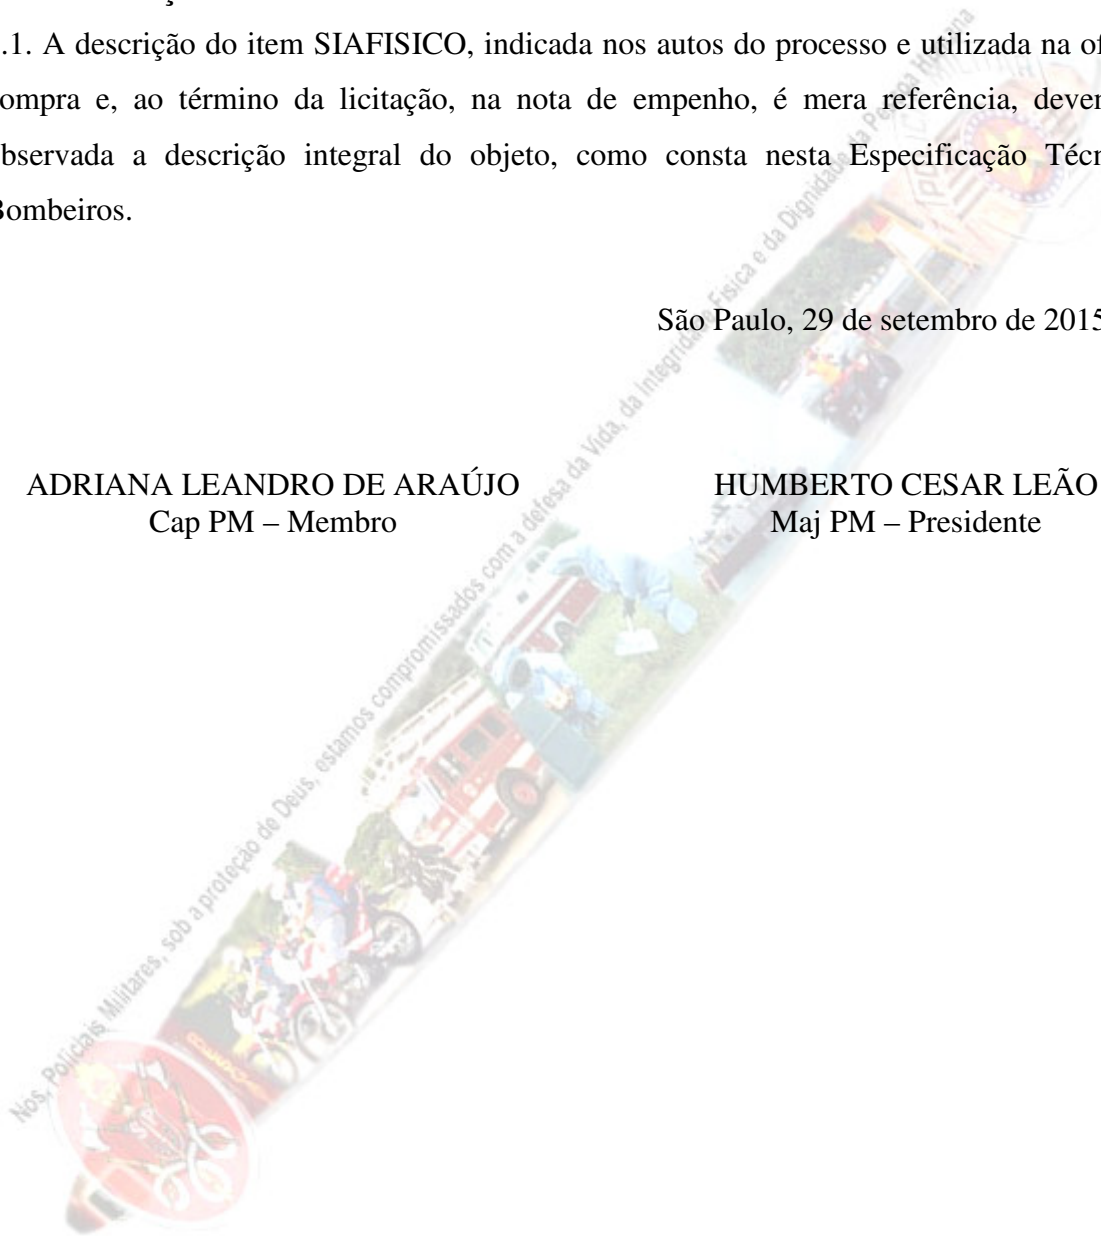 .1. A descrição do item SIAFISICO, indicada nos autos do processo e utilizada na of
ompra e, ao término da licitação, na nota de empenho, é mera referência, dever
bservada a descrição integral do objeto, como consta nesta Especificação Técn
Bombeiros.
São Paulo, 29 de setembro de 2015
ADRIANA LEANDRO DE ARAÚJO
Cap PM – Membro
HUMBERTO CESAR LEÃO
Maj PM – Presidente
Nos, Policiais Militares, sob a proteção de Deus, estamos compromissados com a defesa da Vida, da Integridade Fisica e da Dignidade da Pessoa Humana